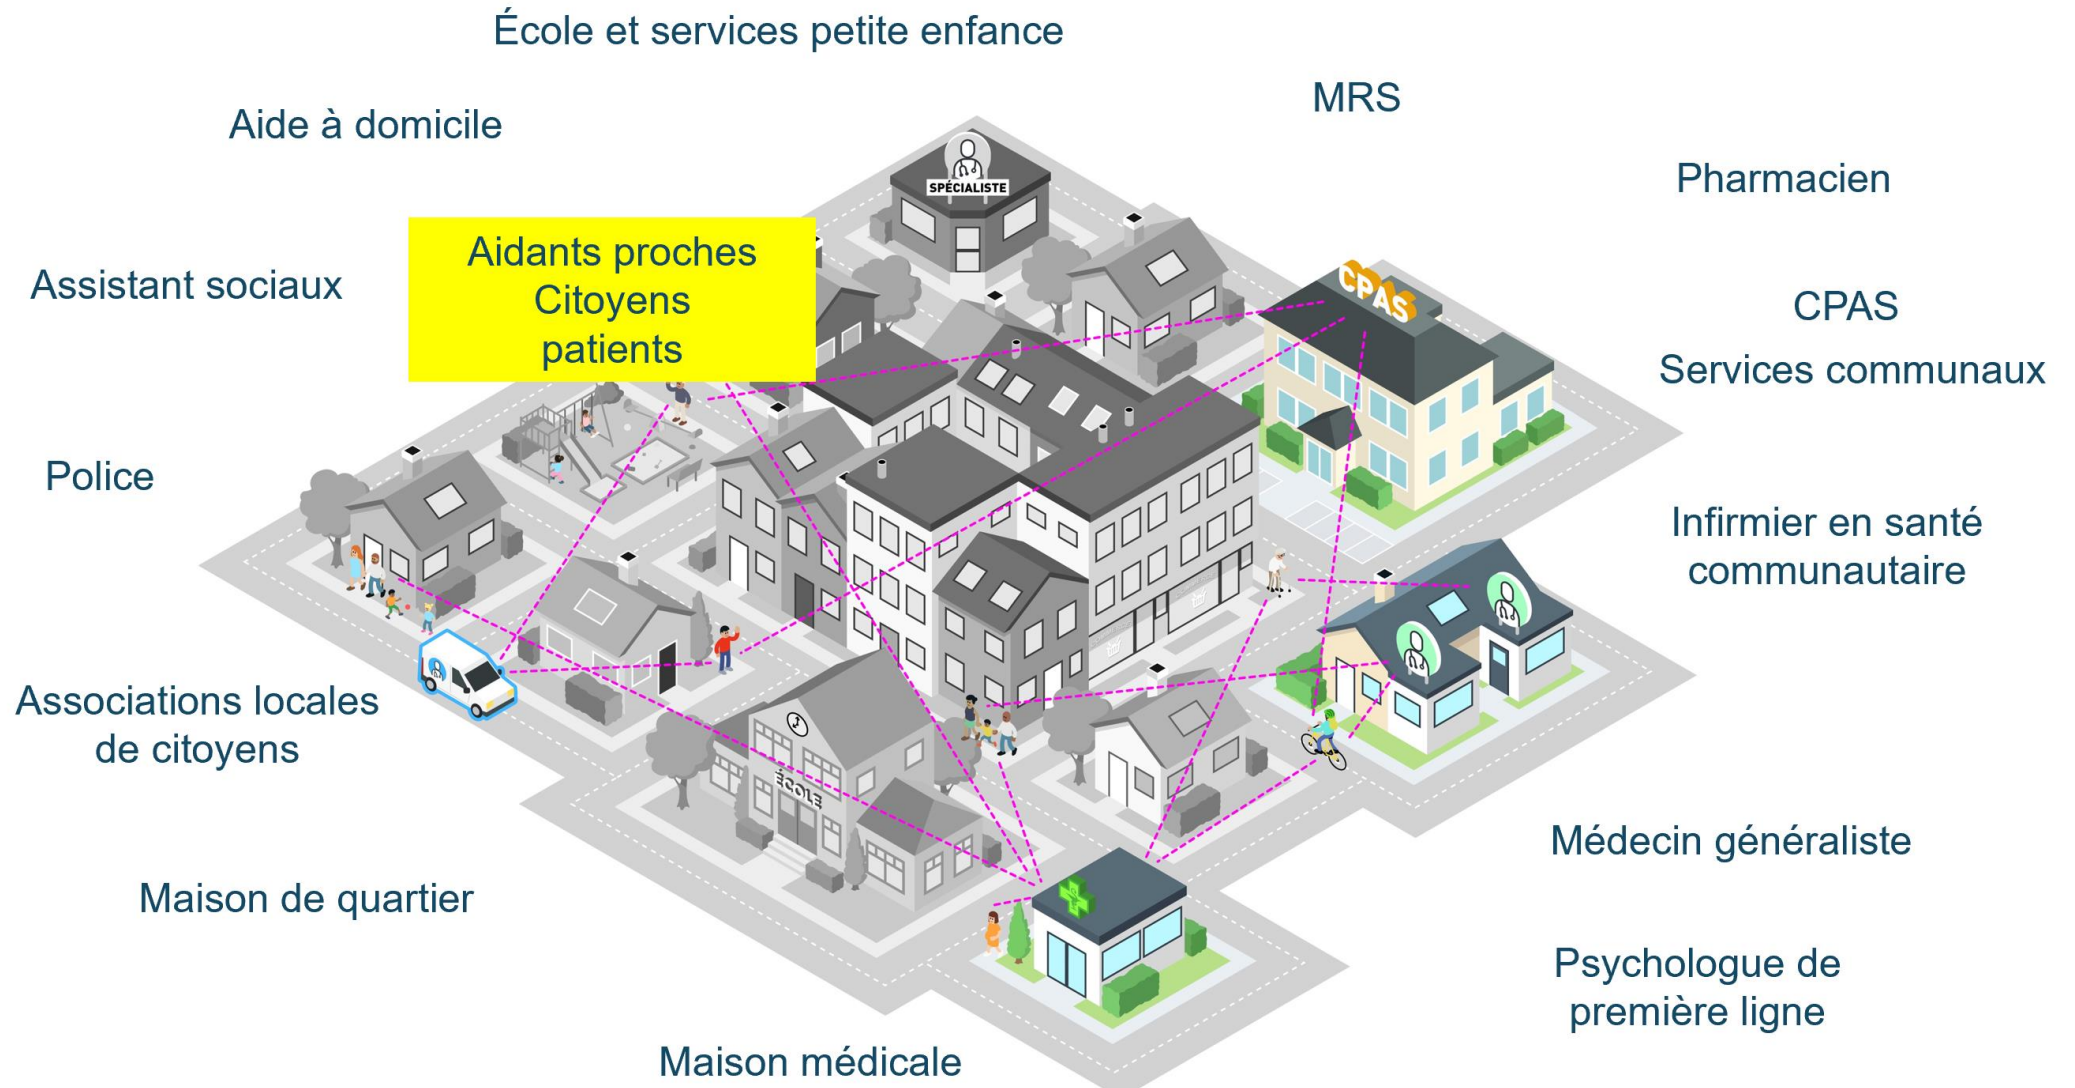 École et services petite enfance
MRS
Aide à domicile
SPÉCIALISTE
Pharmacien
Aidants proches
Citoyens
patients
Assistant sociaux
CPAS
CPAS
Services communaux
Police
Infirmier en santé
communautaire
Associations locales
de citoyens
ÉCOLE
Médecin généraliste
Maison de quartier
Psychologue de
première ligne
Maison médicale